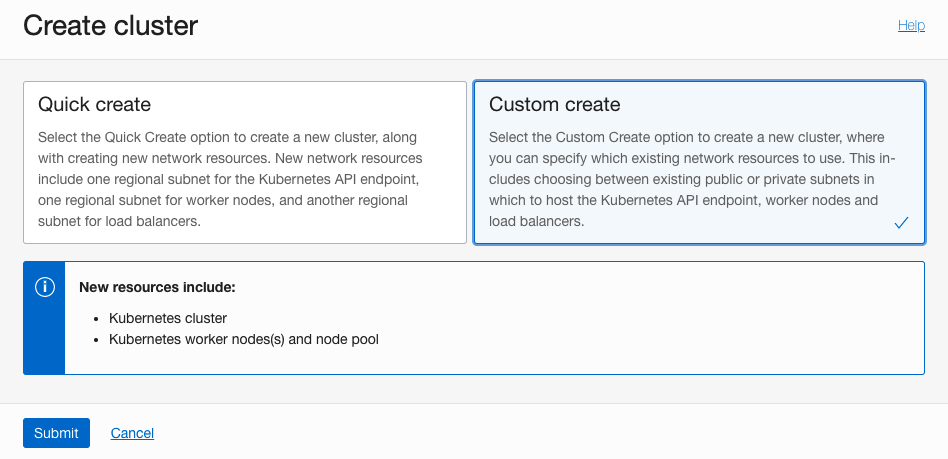 Create cluster
Help
Quick create
Select the Quick Create option to create a new cluster, along
with creating new network resources. New network resources
include one regional subnet for the Kubernetes API endpoint,
one regional subnet for worker nodes, and another regional
subnet for load balancers.
Custom create
Select the Custom Create option to create a new cluster, where
you can specify which existing network resources to use. This in-
cludes choosing between existing public or private subnets in
which to host the Kubernetes API endpoint, worker nodes and
load balancers.
New resources include:
• Kubernetes cluster
• Kubernetes worker nodes(s) and node pool
Submit
Cancel